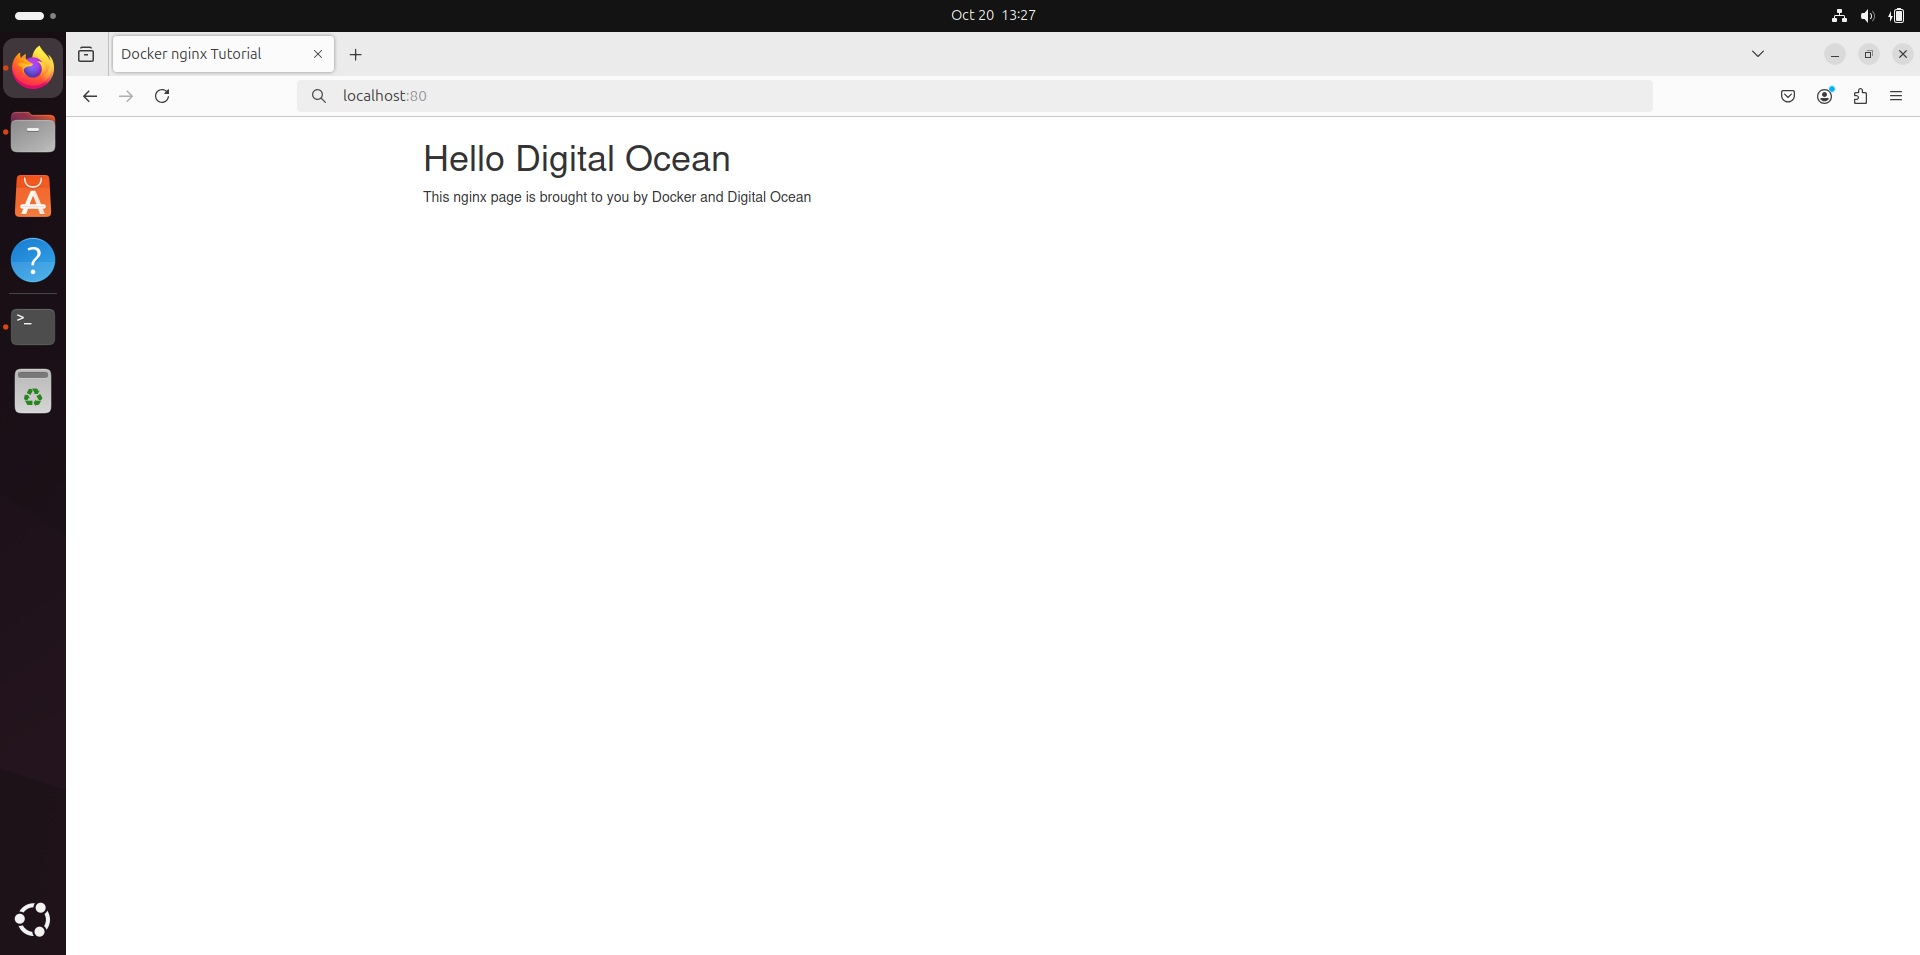 Oct 20 13:27
Docker nginx Tutorial
localhost:80
Hello Digital Ocean
This nginx page is brought to you by Docker and Digital Ocean